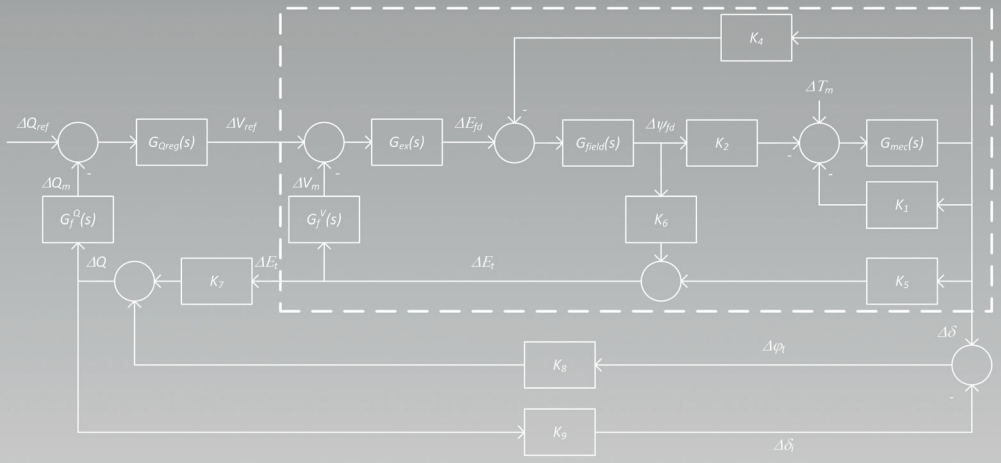 K4
ΔTm
ΔQref
GQreg(s)
ΔVref
Gex(s)
ΔEfd
-
Gfield(s)
Δψfd
K2
-
Gmec(s)
-
-
ΔQm
-
ΔVm
K1
GfQ(s)
GfV(s)
K6
ΔQ
K7
ΔEt
ΔEt
K5
Δδ
K8
Δφt
-
K9
Δδi